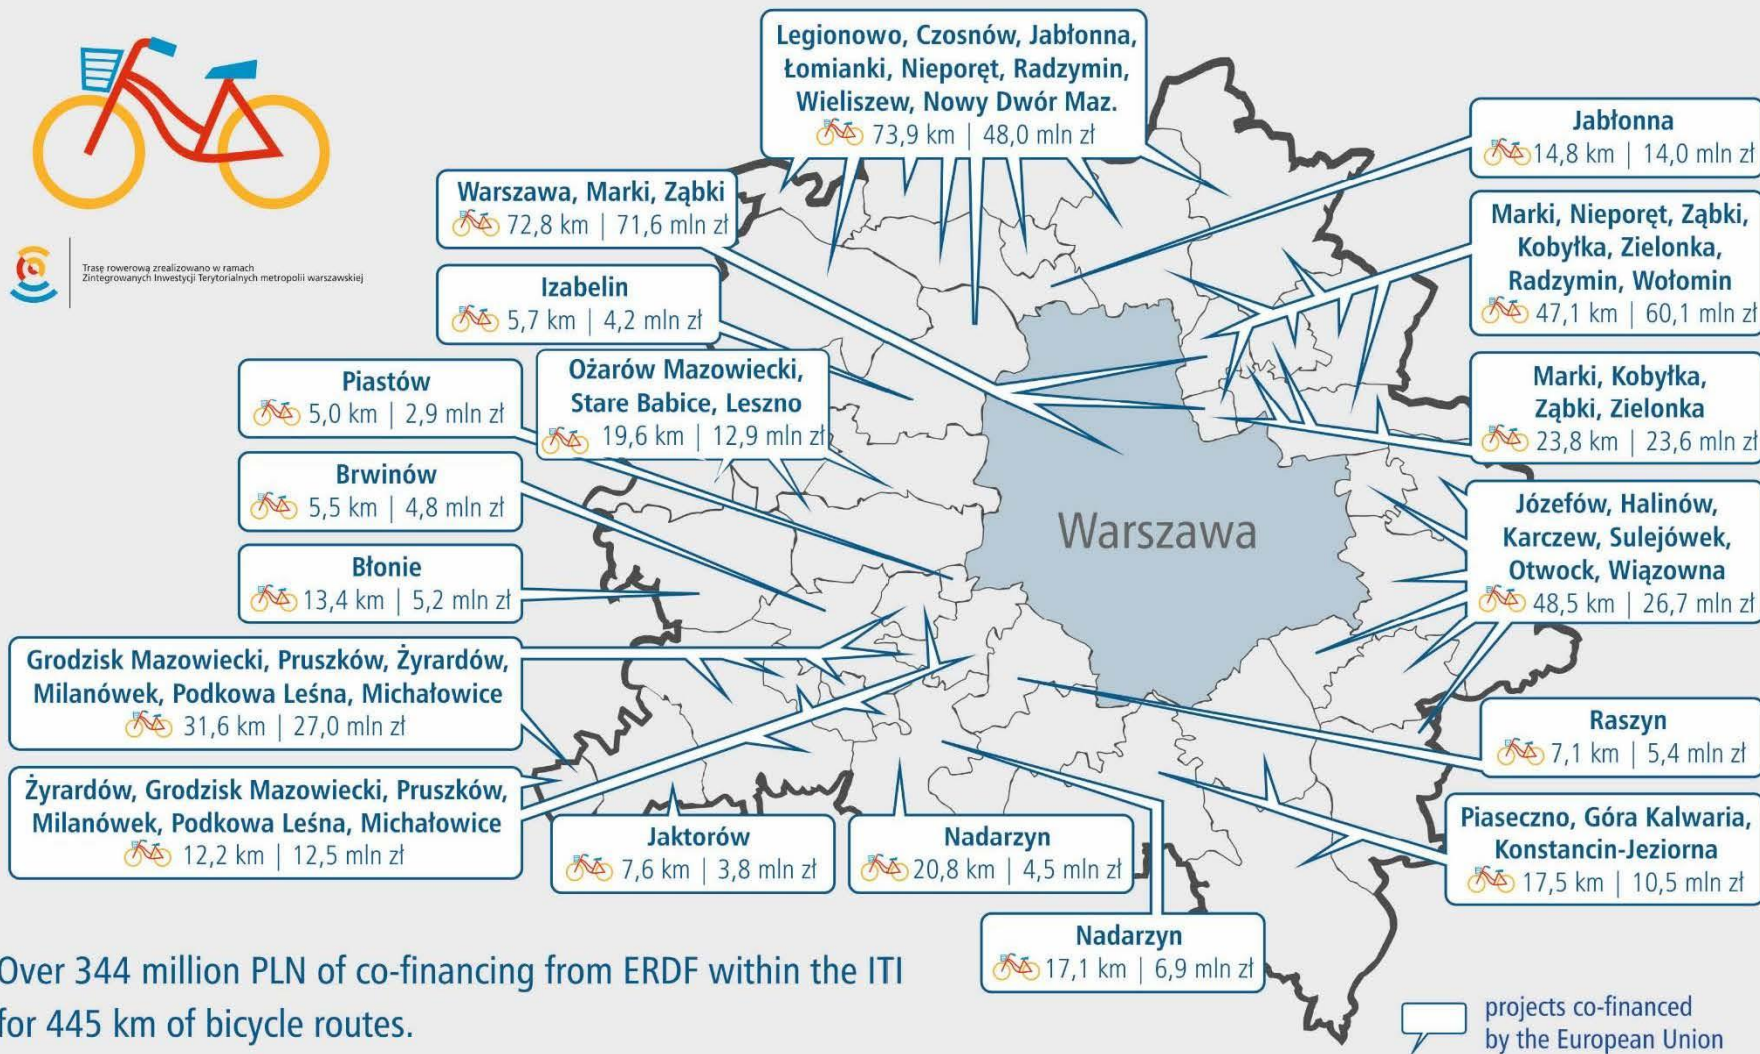 Legionowo, Czosnów, Jabłonna,
Łomianki, Nieporęt, Radzymin,
Wieliszew, Nowy Dwór Maz.
73,9 km | 48,0 mln zł
Jabłonna
14,8 km | 14,0 mln zł
Warszawa, Marki, Ząbki
72,8 km | 71,6 mln zł
Marki, Nieporęt, Ząbki,
Kobyłka, Zielonka,
Radzymin, Wołomin
47,1 km | 60,1 mln zł
Trasę rowerową zrealizowano w ramach
Zintegrowanych Inwestycji Terytorialnych metropolii warszawskiej
Izabelin
5,7 km | 4,2 mln zł
Piastów
5,0 km | 2,9 mln zł
Ożarów Mazowiecki,
Stare Babice, Leszno
19,6 km | 12,9 mln zł
Marki, Kobyłka,
Ząbki, Zielonka
23,8 km | 23,6 mln zł
Brwinów
5,5 km | 4,8 mln zł
Warszawa
Józefów, Halinów,
Karczew, Sulejówek,
Otwock, Wiązowna
48,5 km | 26,7 mln zł
Błonie
13,4 km | 5,2 mln zł
Grodzisk Mazowiecki, Pruszków, Żyrardów,
Milanówek, Podkowa Leśna, Michałowice
31,6 km | 27,0 mln zł
Raszyn
7,1 km | 5,4 mln zł
Żyrardów, Grodzisk Mazowiecki, Pruszków,
Milanówek, Podkowa Leśna, Michałowice
12,2 km | 12,5 mln zł
Jaktorów
7,6 km | 3,8 mln zł
Nadarzyn
20,8 km | 4,5 mln zł
Piaseczno, Góra Kalwaria,
Konstancin-Jeziorna
17,5 km | 10,5 mln zł
Nadarzyn
17,1 km | 6,9 mln zł
Over 344 million PLN of co-financing from ERDF within the ITI
for 445 km of bicycle routes.
projects co-financed
by the European Union